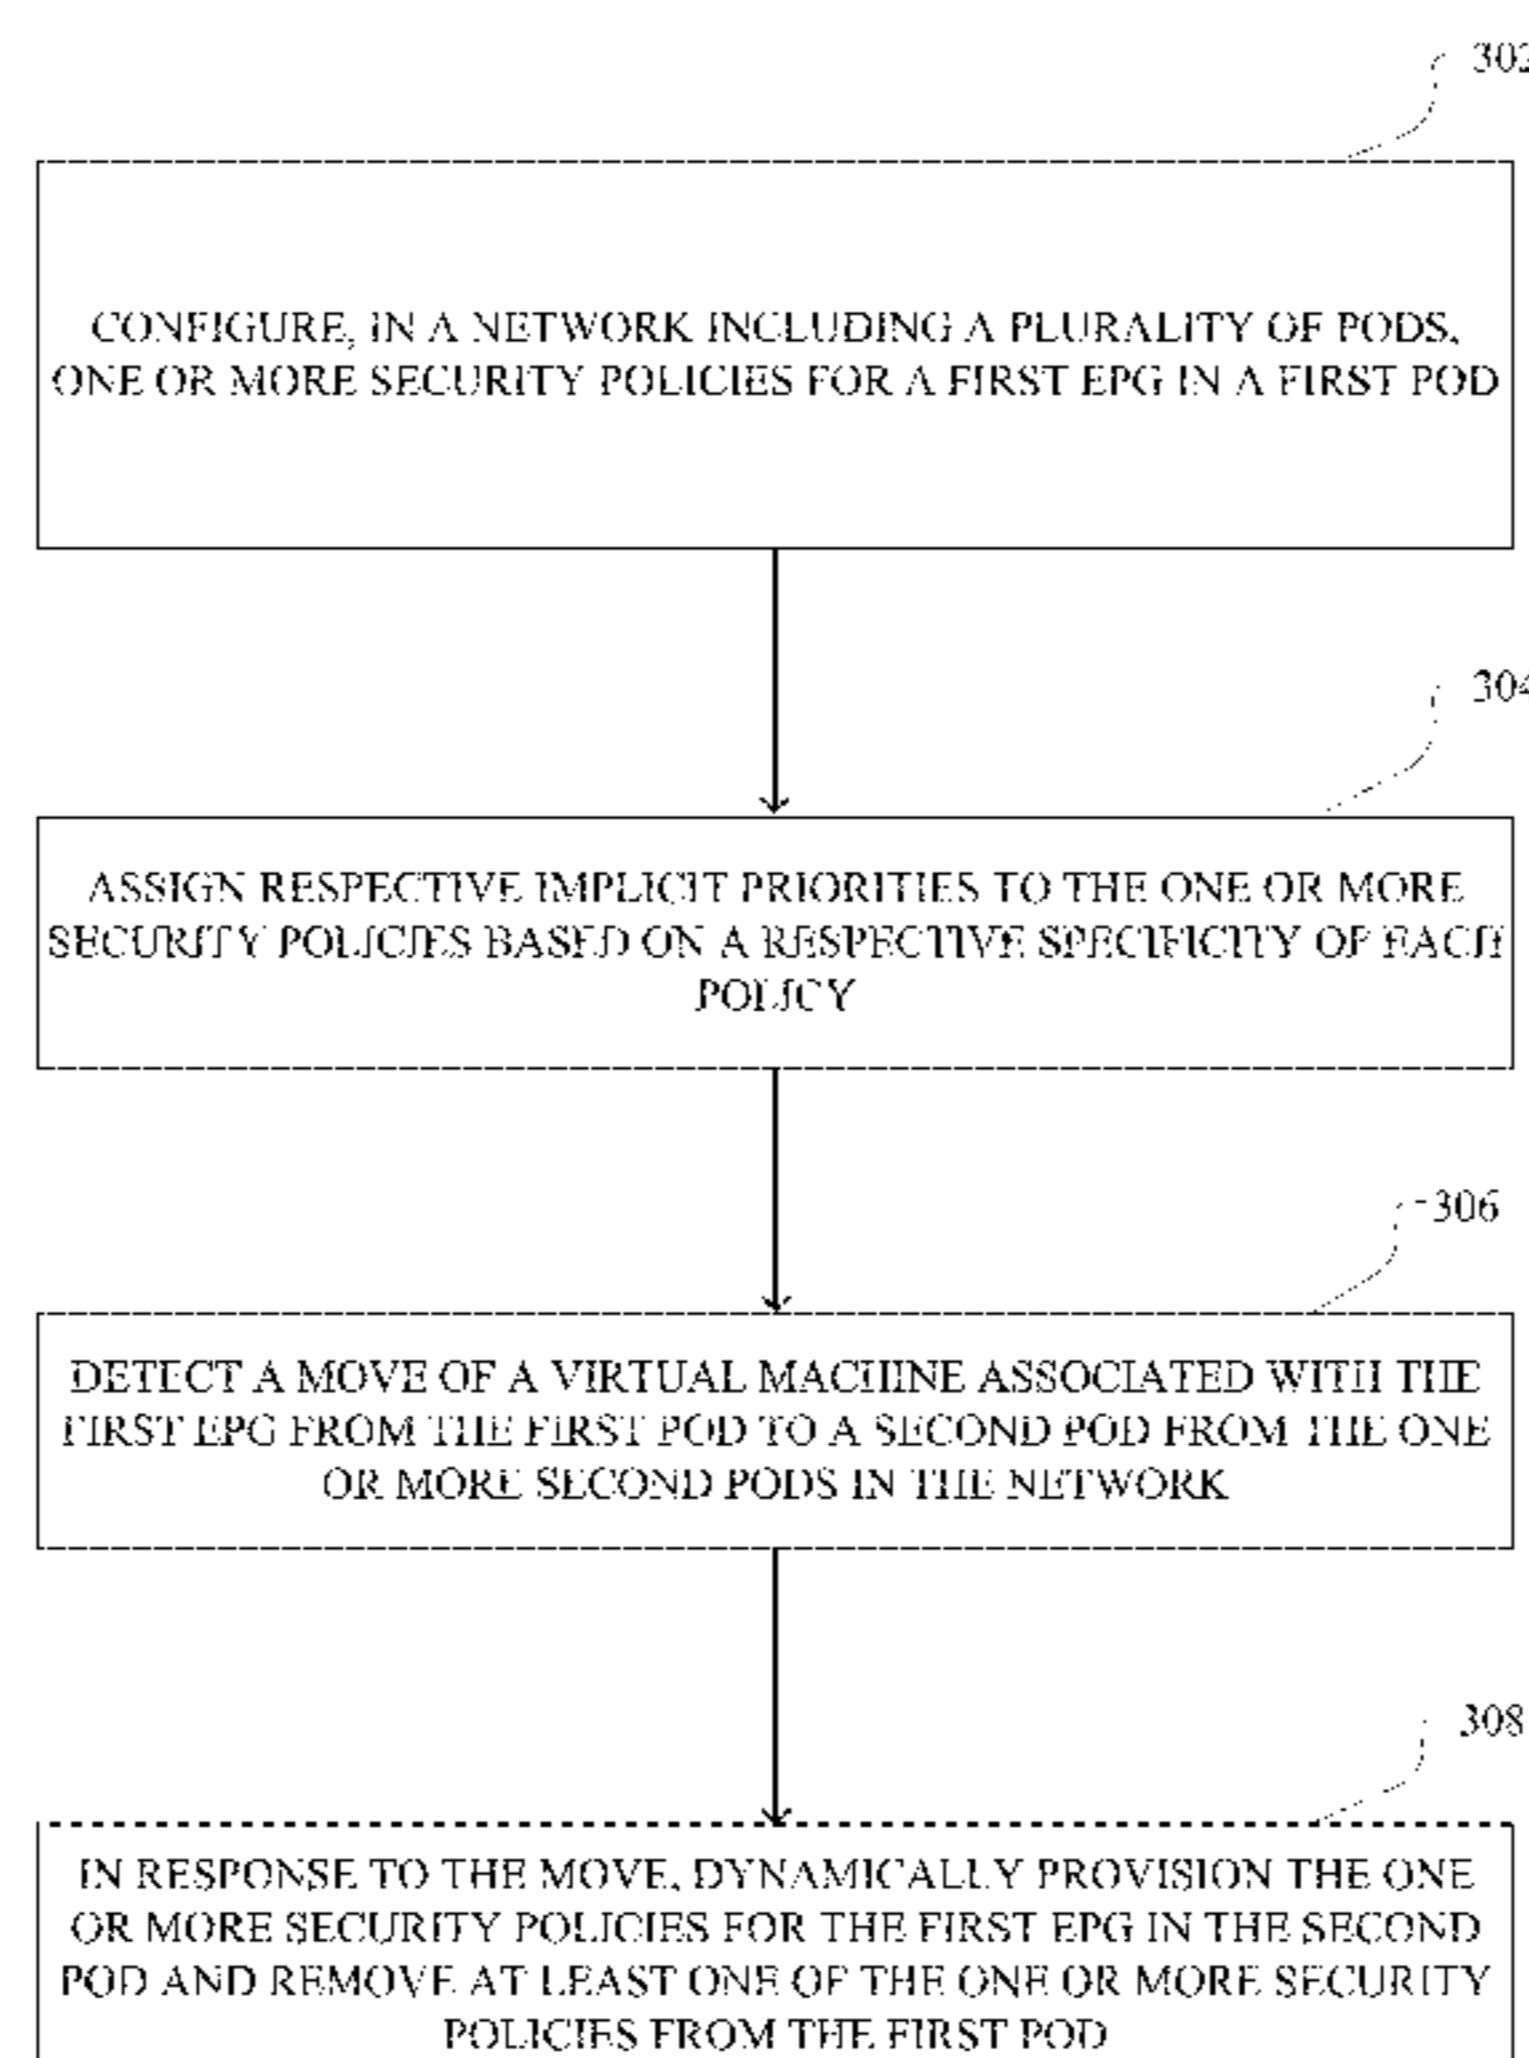 302
CONFIGURE, IN A NETWORK INCLUDING A PLURALITY OF PODS,
ONE OR MORE SECURITY POLICIES FOR A FIRST EPG IN A FIRST POD
304
ASSIGN RESPECTIVE IMPLICIT PRIORITIES TO THE ONE OR MORE
SECURITY POLICIES BASED ON A RESPECTIVE SPECIFICITY OF EACH
POLICY
306
DETECT A MOVE OF A VIRTUAL MACHINE ASSOCIATED WITH THE
FIRST EPG FROM THE FIRST POD TO A SECOND POD FROM THE ONE
OR MORE SECOND PODS IN THE NETWORK
308
IN RESPONSE TO THE MOVE, DYNAMICALLY PROVISION THE ONE
OR MORE SECURITY POLICIES FOR THE FIRST EPG IN THE SECOND
POD AND REMOVE AT LEAST ONE OF THE ONE OR MORE SECURITY
POLICIES FROM THE FIRST POD